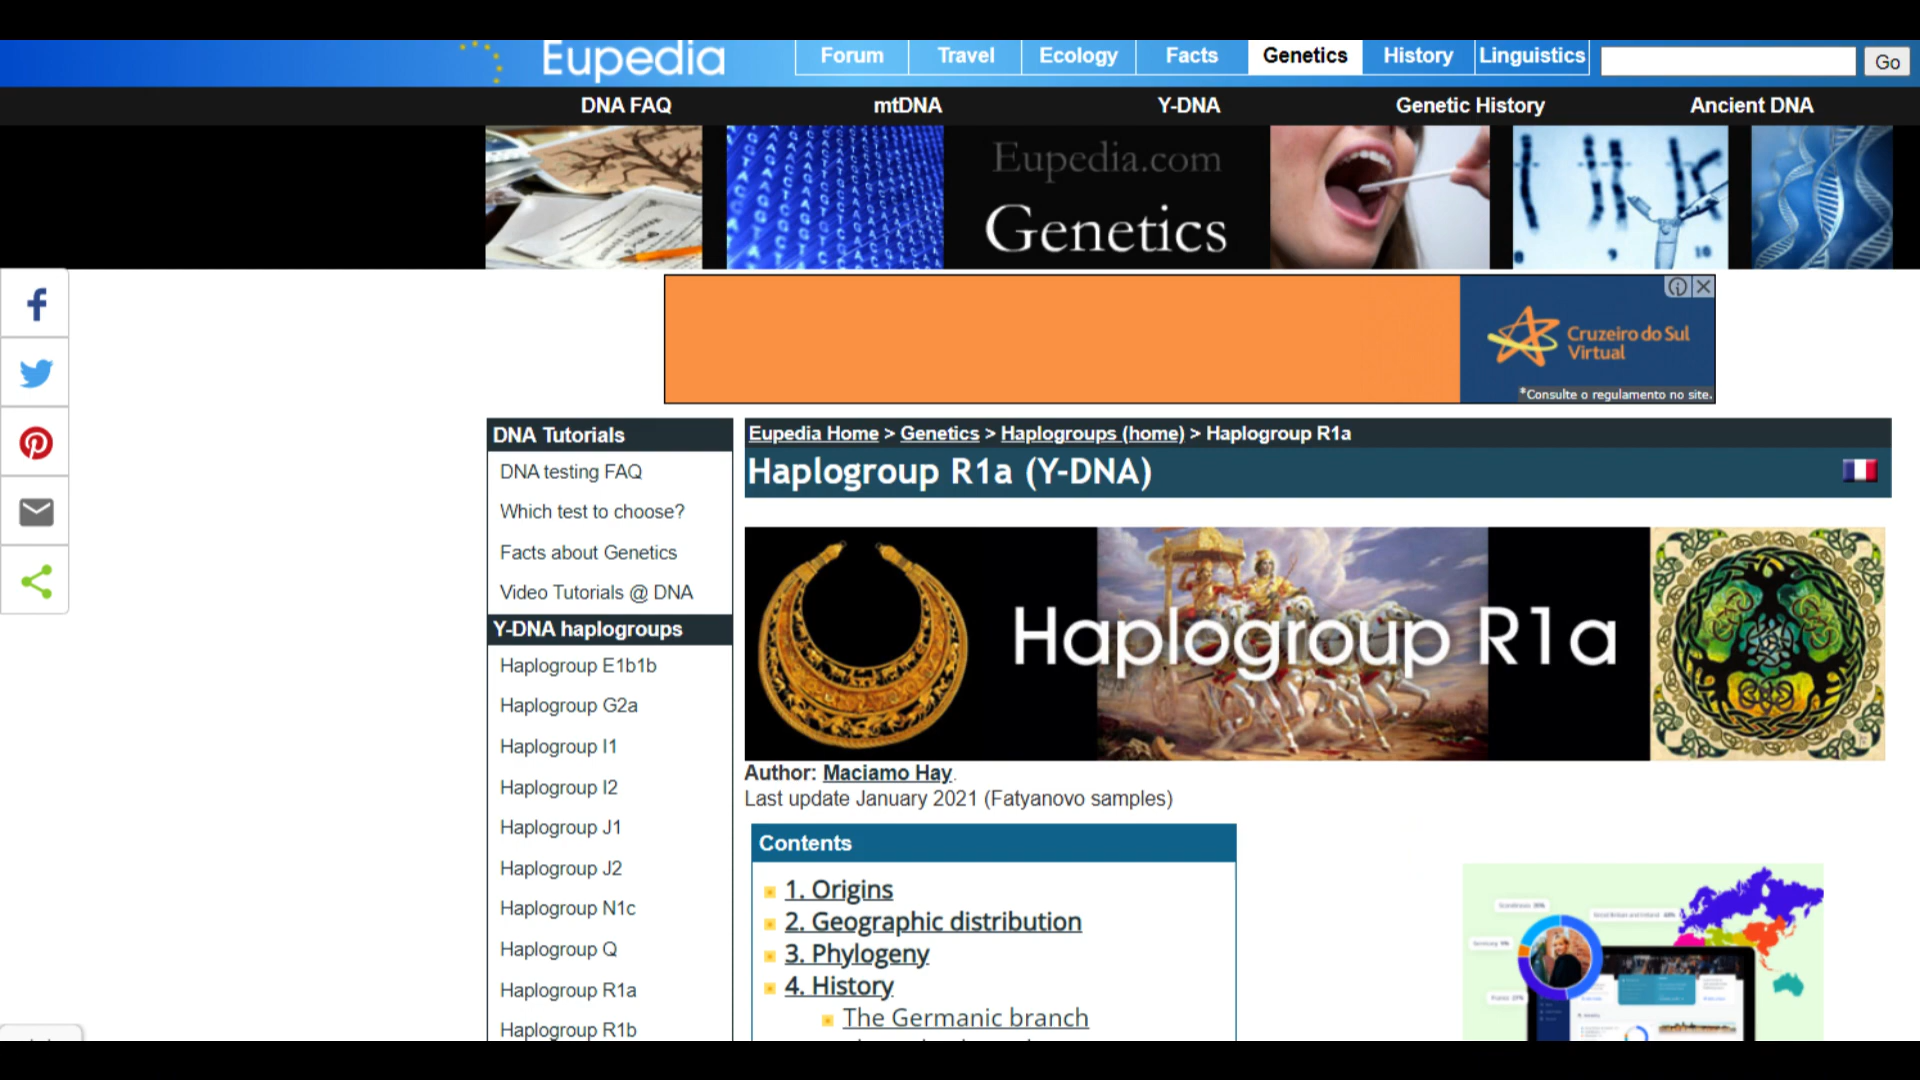 Eupedia
Forum Travel Ecology Facts Genetics History Linguistics Go
DNA FAQ mtDNA Y-DNA Genetic History Ancient DNA
Eupedia.com
Genetics
9 10
Cruzeiro do Sul
Virtual
*Consulte o regulamento no site.
DNA Tutorials
DNA testing FAQ
Which test to choose?
Facts about Genetics
Video Tutorials @ DNA
Y-DNA haplogroups
Haplogroup E1b1b
Haplogroup G2a
Haplogroup I1
Haplogroup I2
Haplogroup J1
Haplogroup J2
Haplogroup N1c
Haplogroup Q
Haplogroup R1a
Haplogroup R1b
Eupedia Home > Genetics > Haplogroups (home) > Haplogroup R1a
Haplogroup R1a (Y-DNA)
Haplogroup R1a
Author: Maciamo Hay.
Last update January 2021 (Fatyanovo samples)
Contents
1. Origins
2. Geographic distribution
3. Phylogeny
4. History
The Germanic branch